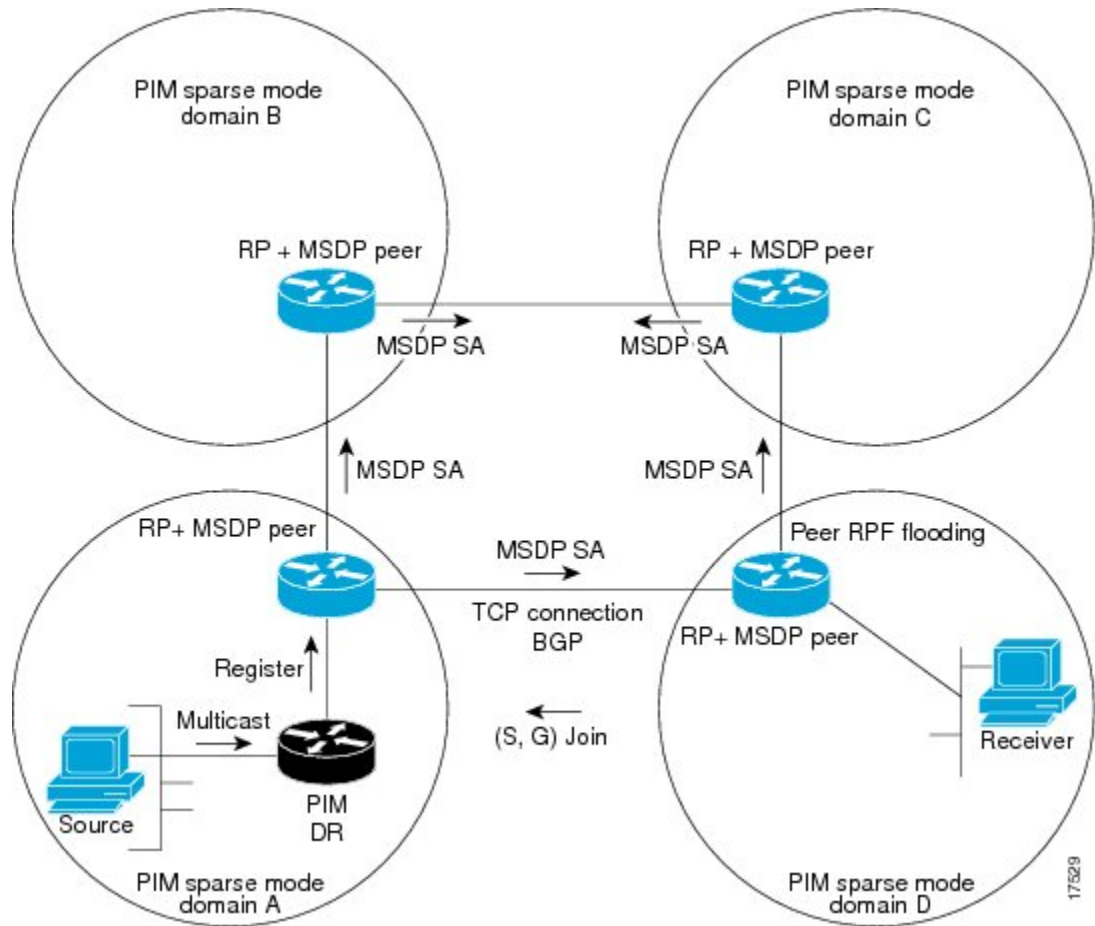 PIM sparse mode
domain B
PIM sparse mode
domain C
RP + MSDP peer
RP + MSDP peer
MSDP SA
MSDP SA
MSDP SA
MSDP SA
RP+ MSDP peer
Peer RPF flooding
MSDP SA
TCP connection
BGP
RP+ MSDP peer
Register
Multicast
(S, G) Join
Receiver
Source
PIM
DR
PIM sparse mode
domain A
PIM sparse mode
domain D
17529